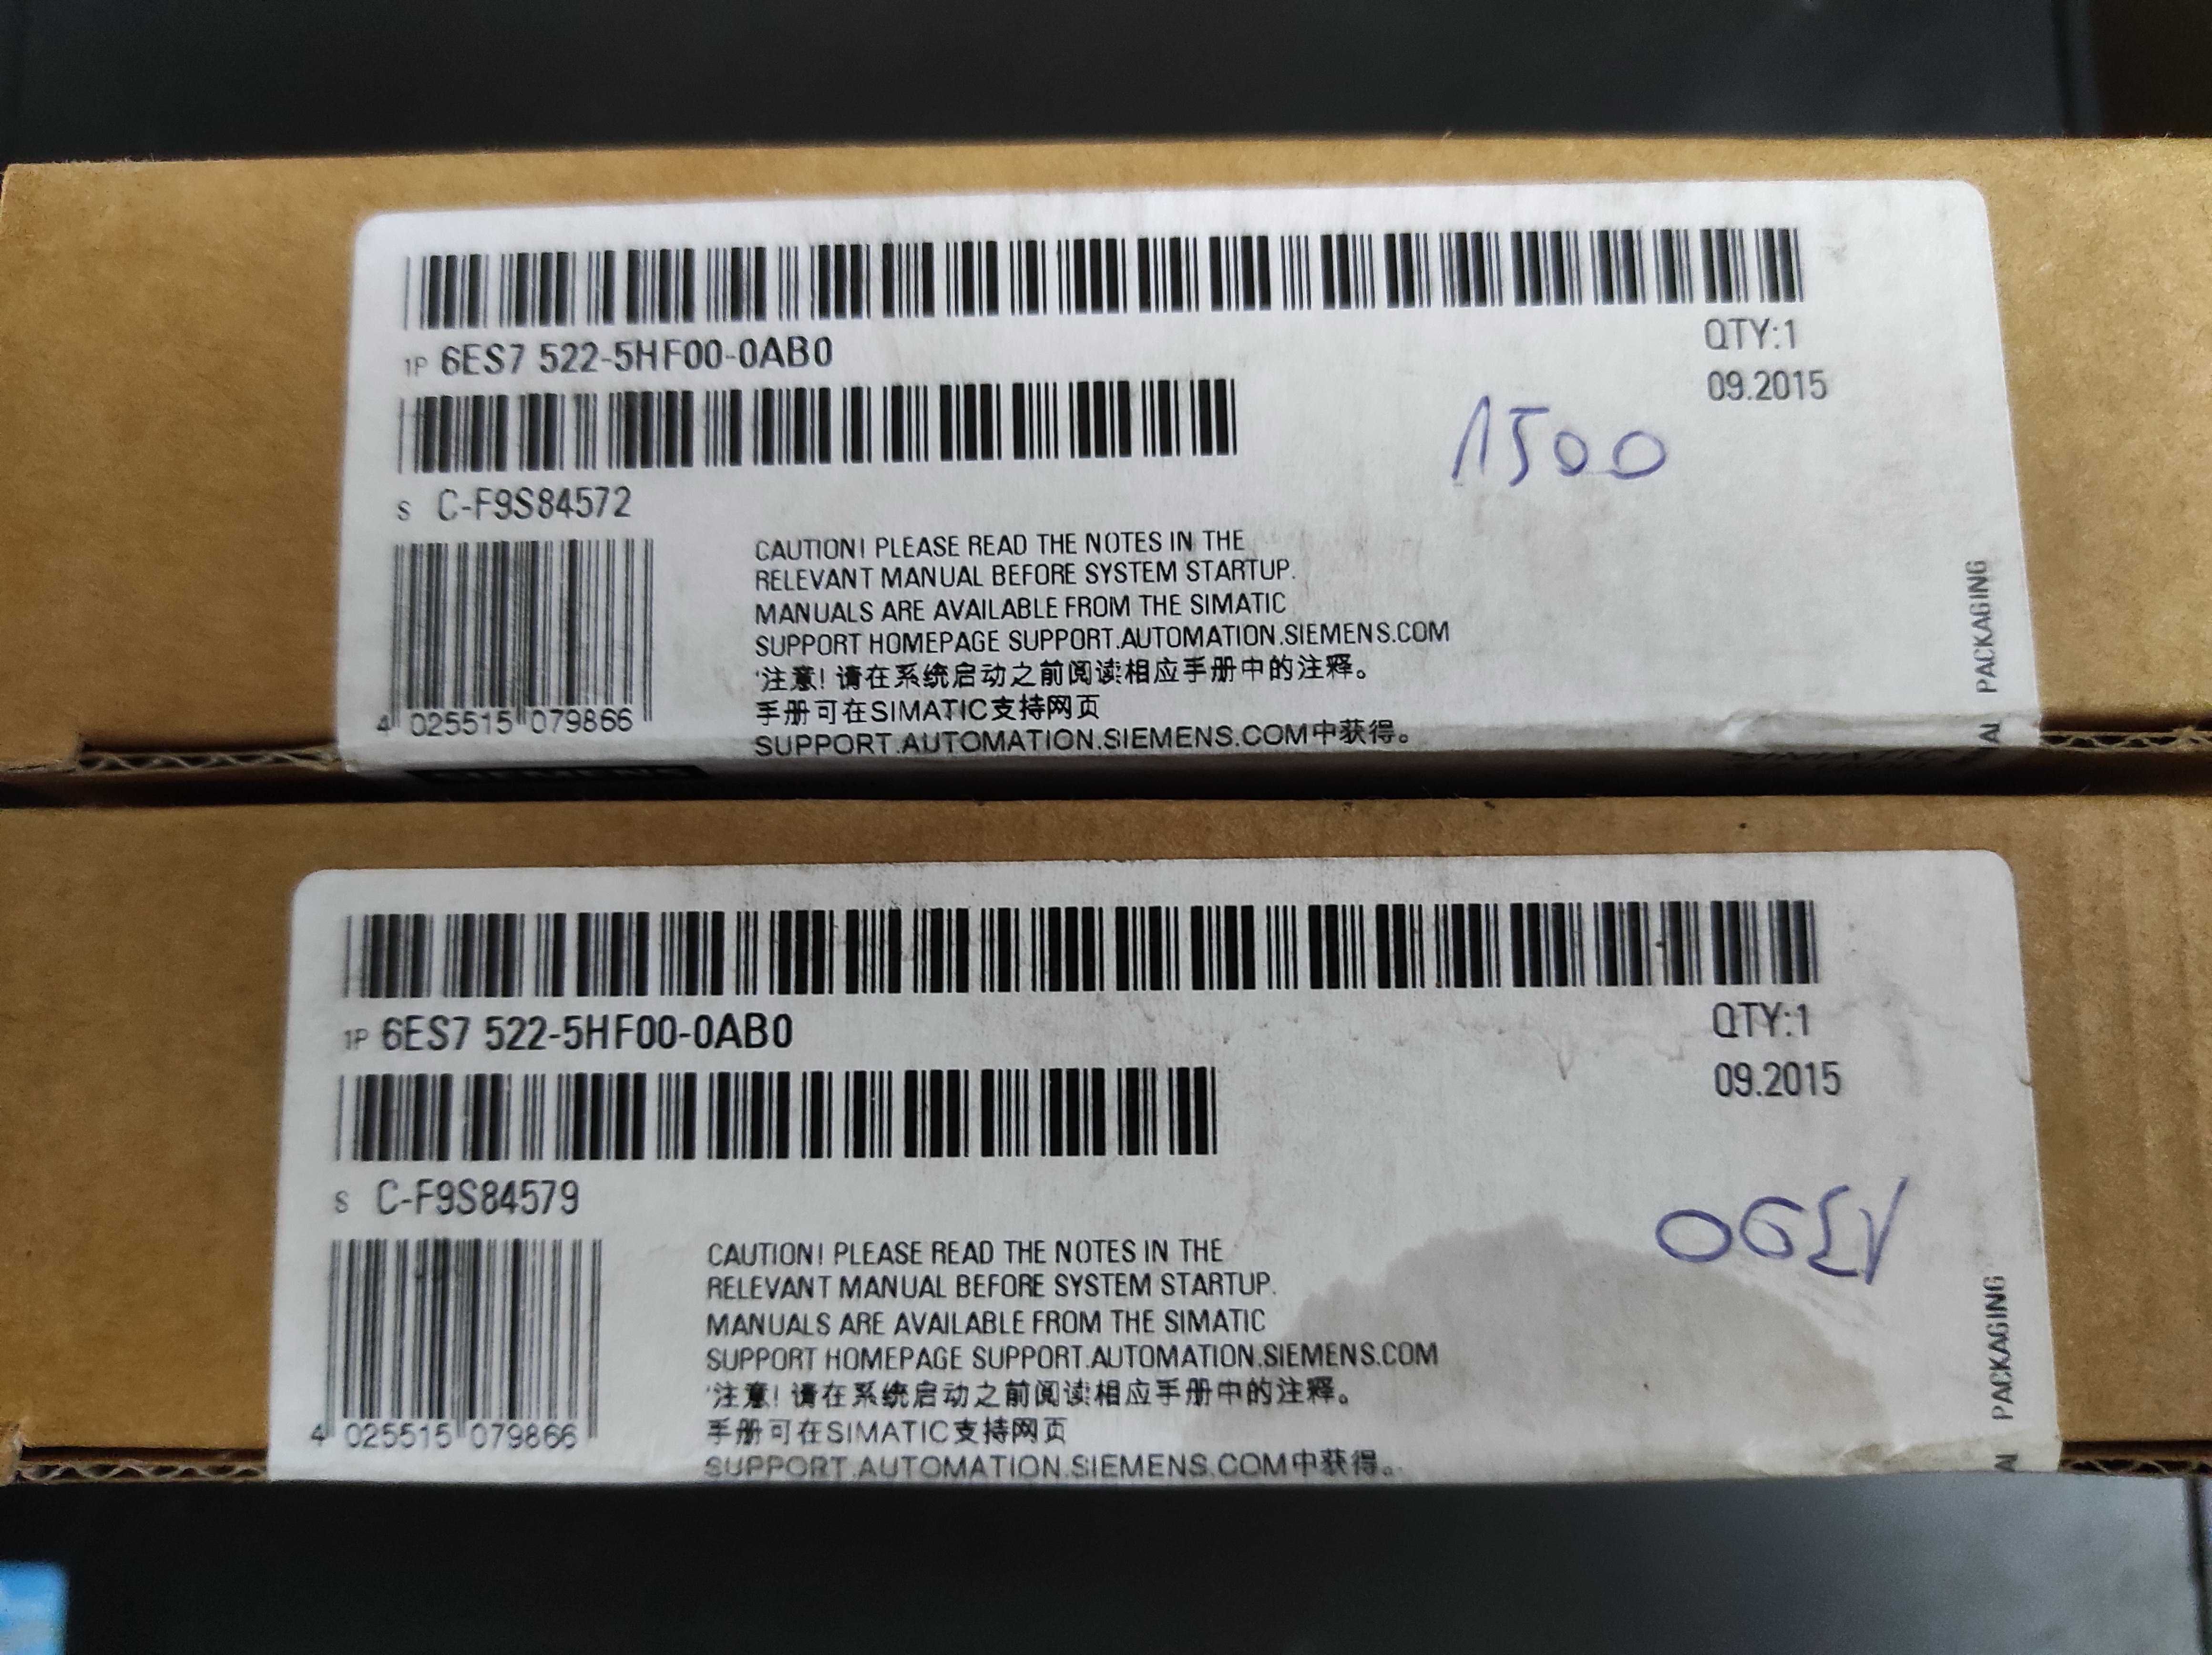 1P 6ES7 522-5HF00-0AB0
QTY:1
09.2015
1500
S C-F9S84572
4 025515 079866
CAUTION! PLEASE READ THE NOTES IN THE
RELEVANT MANUAL BEFORE SYSTEM STARTUP.
MANUALS ARE AVAILABLE FROM THE SIMATIC
SUPPORT HOMEPAGE SUPPORT.AUTOMATION.SIEMENS.COM
'注意! 请在系统启动之前阅读相应手册中的注释。
手册可在SIMATIC支持网页
SUPPORT.AUTOMATION.SIEMENS.COM中获得。
PACKAGING
SIEMENS
SIMATIC
1P 6ES7 522-5HF00-0AB0
QTY:1
09.2015
S C-F9S84579
1500
4 025515 079866
CAUTION! PLEASE READ THE NOTES IN THE
RELEVANT MANUAL BEFORE SYSTEM STARTUP.
MANUALS ARE AVAILABLE FROM THE SIMATIC
SUPPORT HOMEPAGE SUPPORT.AUTOMATION.SIEMENS.COM
'注意! 请在系统启动之前阅读相应手册中的注释。
手册可在SIMATIC支持网页
SUPPORT.AUTOMATION.SIEMENS.COM中获得。
PACKAGING